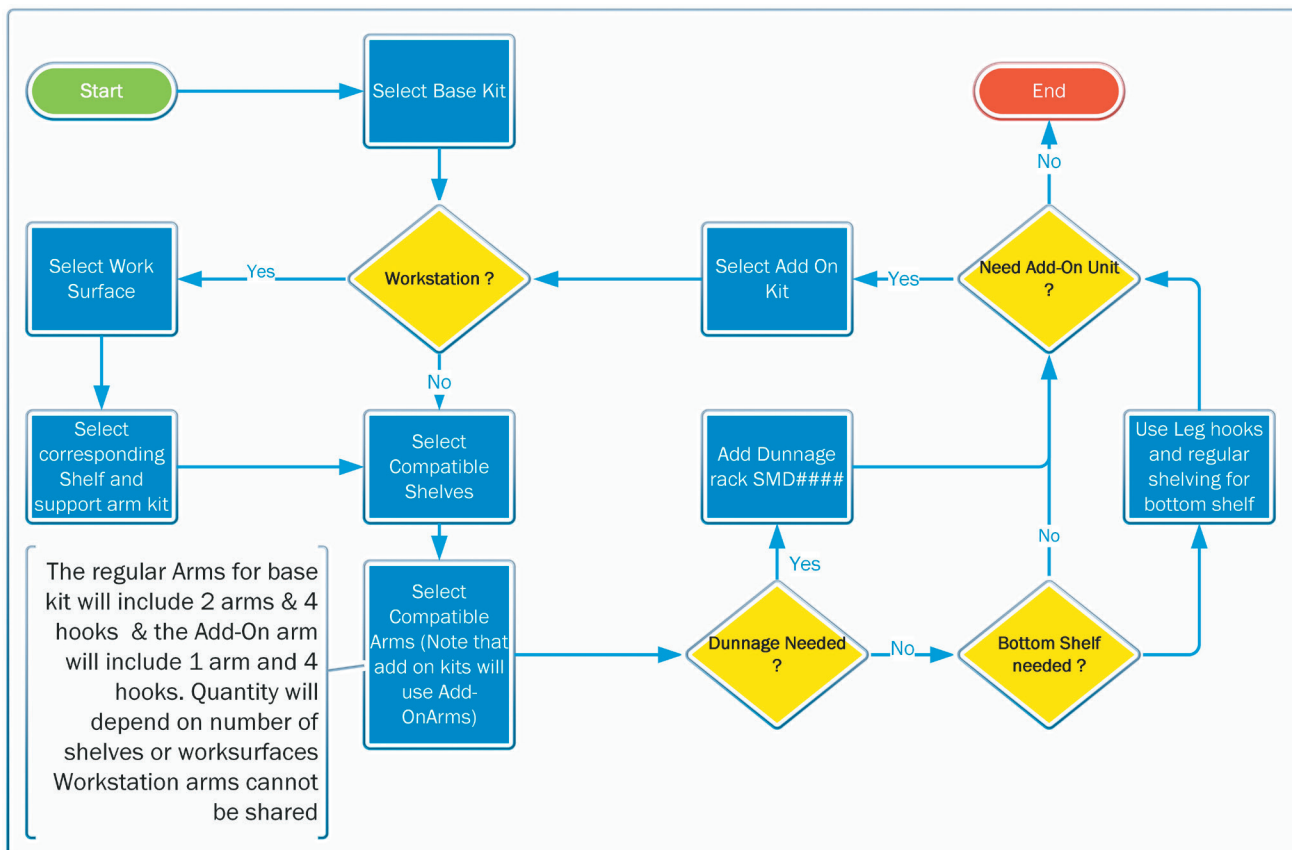 Start
Select Base Kit
End
No
Select Work
Surface
Yes
Workstation ?
Select Add On
Kit
Yes
Need Add-On Unit
?
No
Select
corresponding
Shelf and
support arm kit
Select
Compatible
Shelves
Add Dunnage
rack SMD####
Use Leg hooks
and regular
shelving for
bottom shelf
The regular Arms for base
kit will include 2 arms & 4
hooks & the Add-On arm
will include 1 arm and 4
hooks. Quantity will
depend on number of
shelves or worksurfaces
Workstation arms cannot
be shared
Select
Compatible
Arms (Note that
add on kits will
use Add-
OnArms)
Yes
No
Dunnage Needed
?
No
Bottom Shelf
needed ?